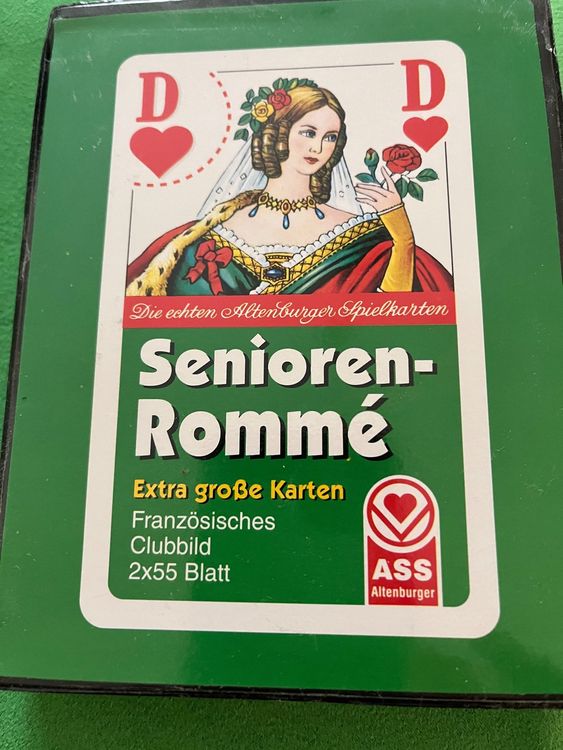 D
D
Die echten Altenburger Spielkarten
Senioren-
Rommé
Extra große Karten
Französisches
Clubbild
2x55 Blatt
ASS
Altenburger